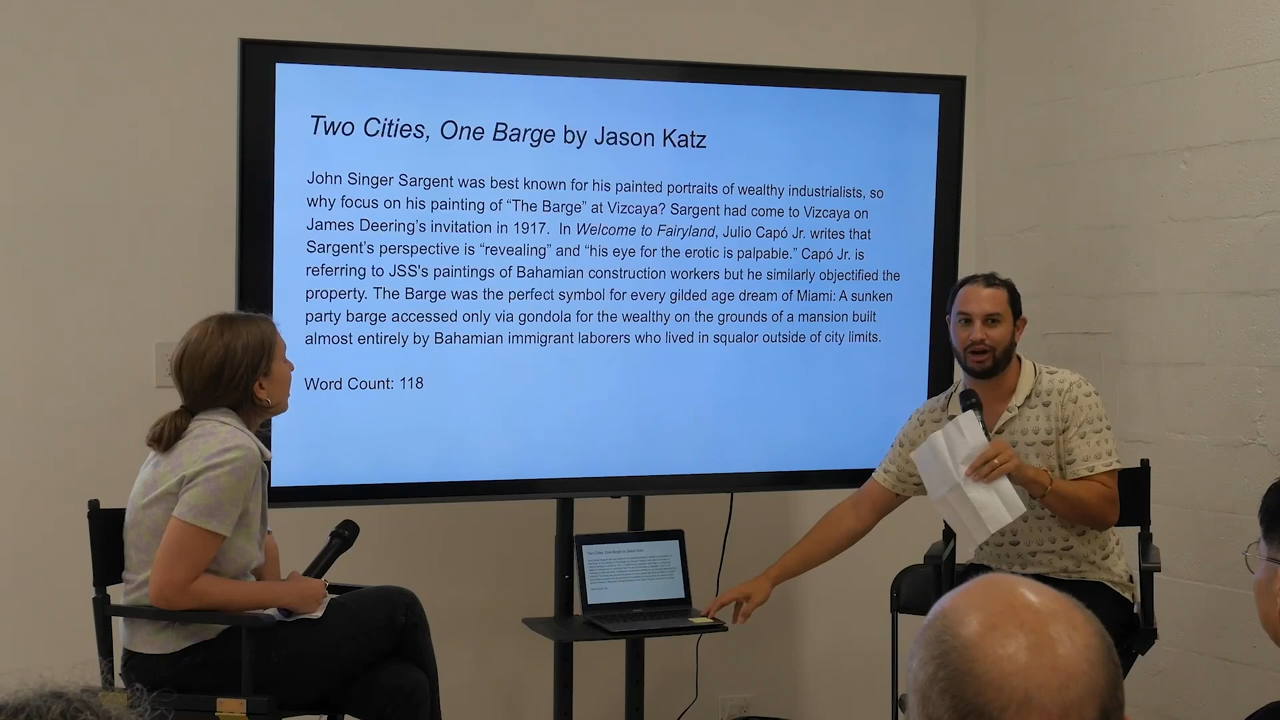 Two Cities, One Barge by Jason Katz
John Singer Sargent was best known for his painted portraits of wealthy industrialists, so
why focus on his painting of “The Barge” at Vizcaya? Sargent had come to Vizcaya on
James Deering’s invitation in 1917.  In Welcome to Fairyland, Julio Capó Jr. writes that
Sargent’s perspective is “revealing” and “his eye for the erotic is palpable.” Capó Jr. is
referring to JSS's paintings of Bahamian construction workers but he similarly objectified the
property. The Barge was the perfect symbol for every gilded age dream of Miami: A sunken
party barge accessed only via gondola for the wealthy on the grounds of a mansion built
almost entirely by Bahamian immigrant laborers who lived in squalor outside of city limits.
Word Count: 118